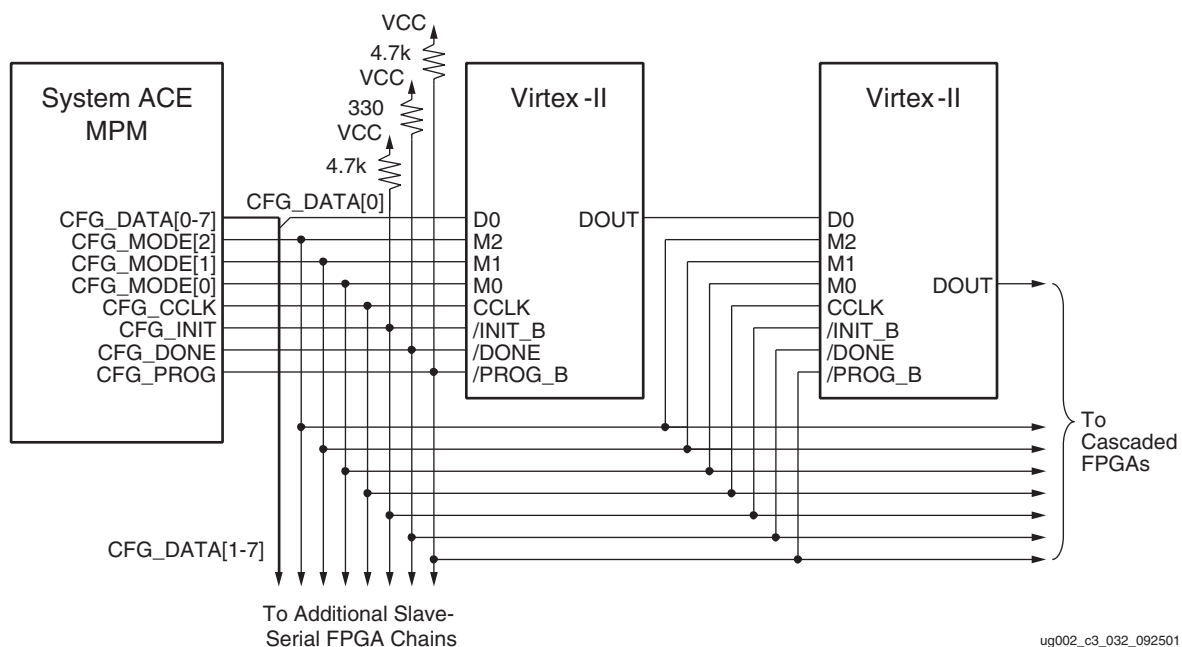 VCC
4.7k
VCC
330
VCC
4.7k
System ACE
MPM
CFG_DATA[0-7]
CFG_MODE[2]
CFG_MODE[1]
CFG_MODE[0]
CFG_CCLK
CFG_INIT
CFG_DONE
CFG_PROG
CFG_DATA[0]
Virtex -II
D0
M2
M1
M0
CCLK
/INIT_B
/DONE
/PROG_B
DOUT
Virtex -II
D0
M2
M1
M0
CCLK
/INIT_B
/DONE
/PROG_B
DOUT
To
Cascaded
FPGAs
CFG_DATA[1-7]
To Additional Slave-
Serial FPGA Chains
ug002_c3_032_092501